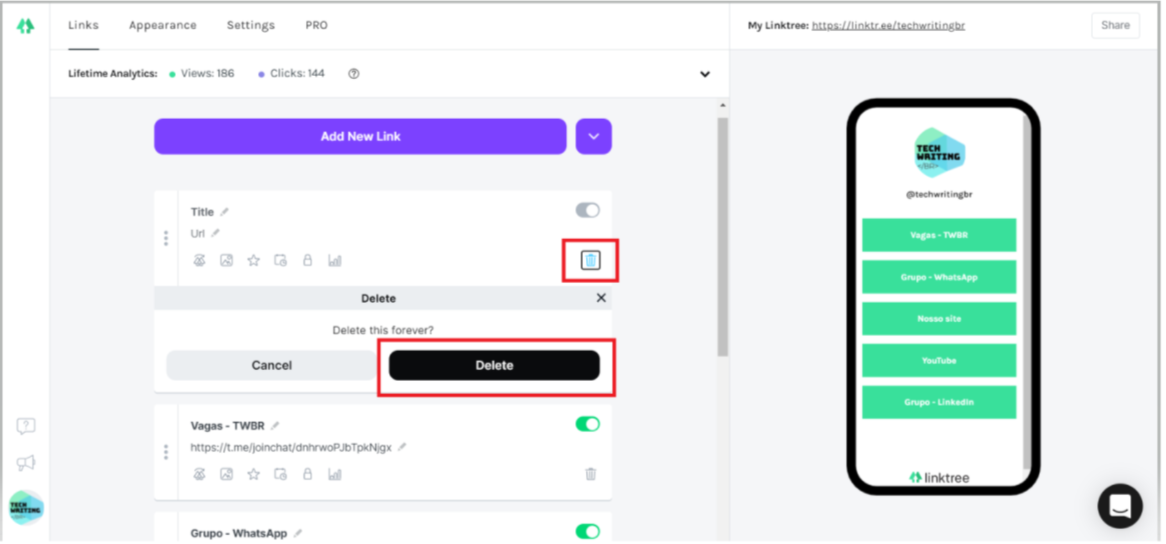 Links Appearance Settings PRO
My Linktree: https://linktr.ee/techwritingbr
Share
Lifetime Analytics: Views: 186 Clicks: 144
Add New Link
Title
Url
Delete
Delete this forever?
Cancel Delete
Vagas - TWBR
https://t.me/joinchat/dnhrwoPJbTpkNjgx
Grupo - WhatsApp
TECH
WRITING
TECH
WRITING
@techwritingbr
Vagas - TWBR
Grupo - WhatsApp
Nosso site
YouTube
Grupo - LinkedIn
linktree